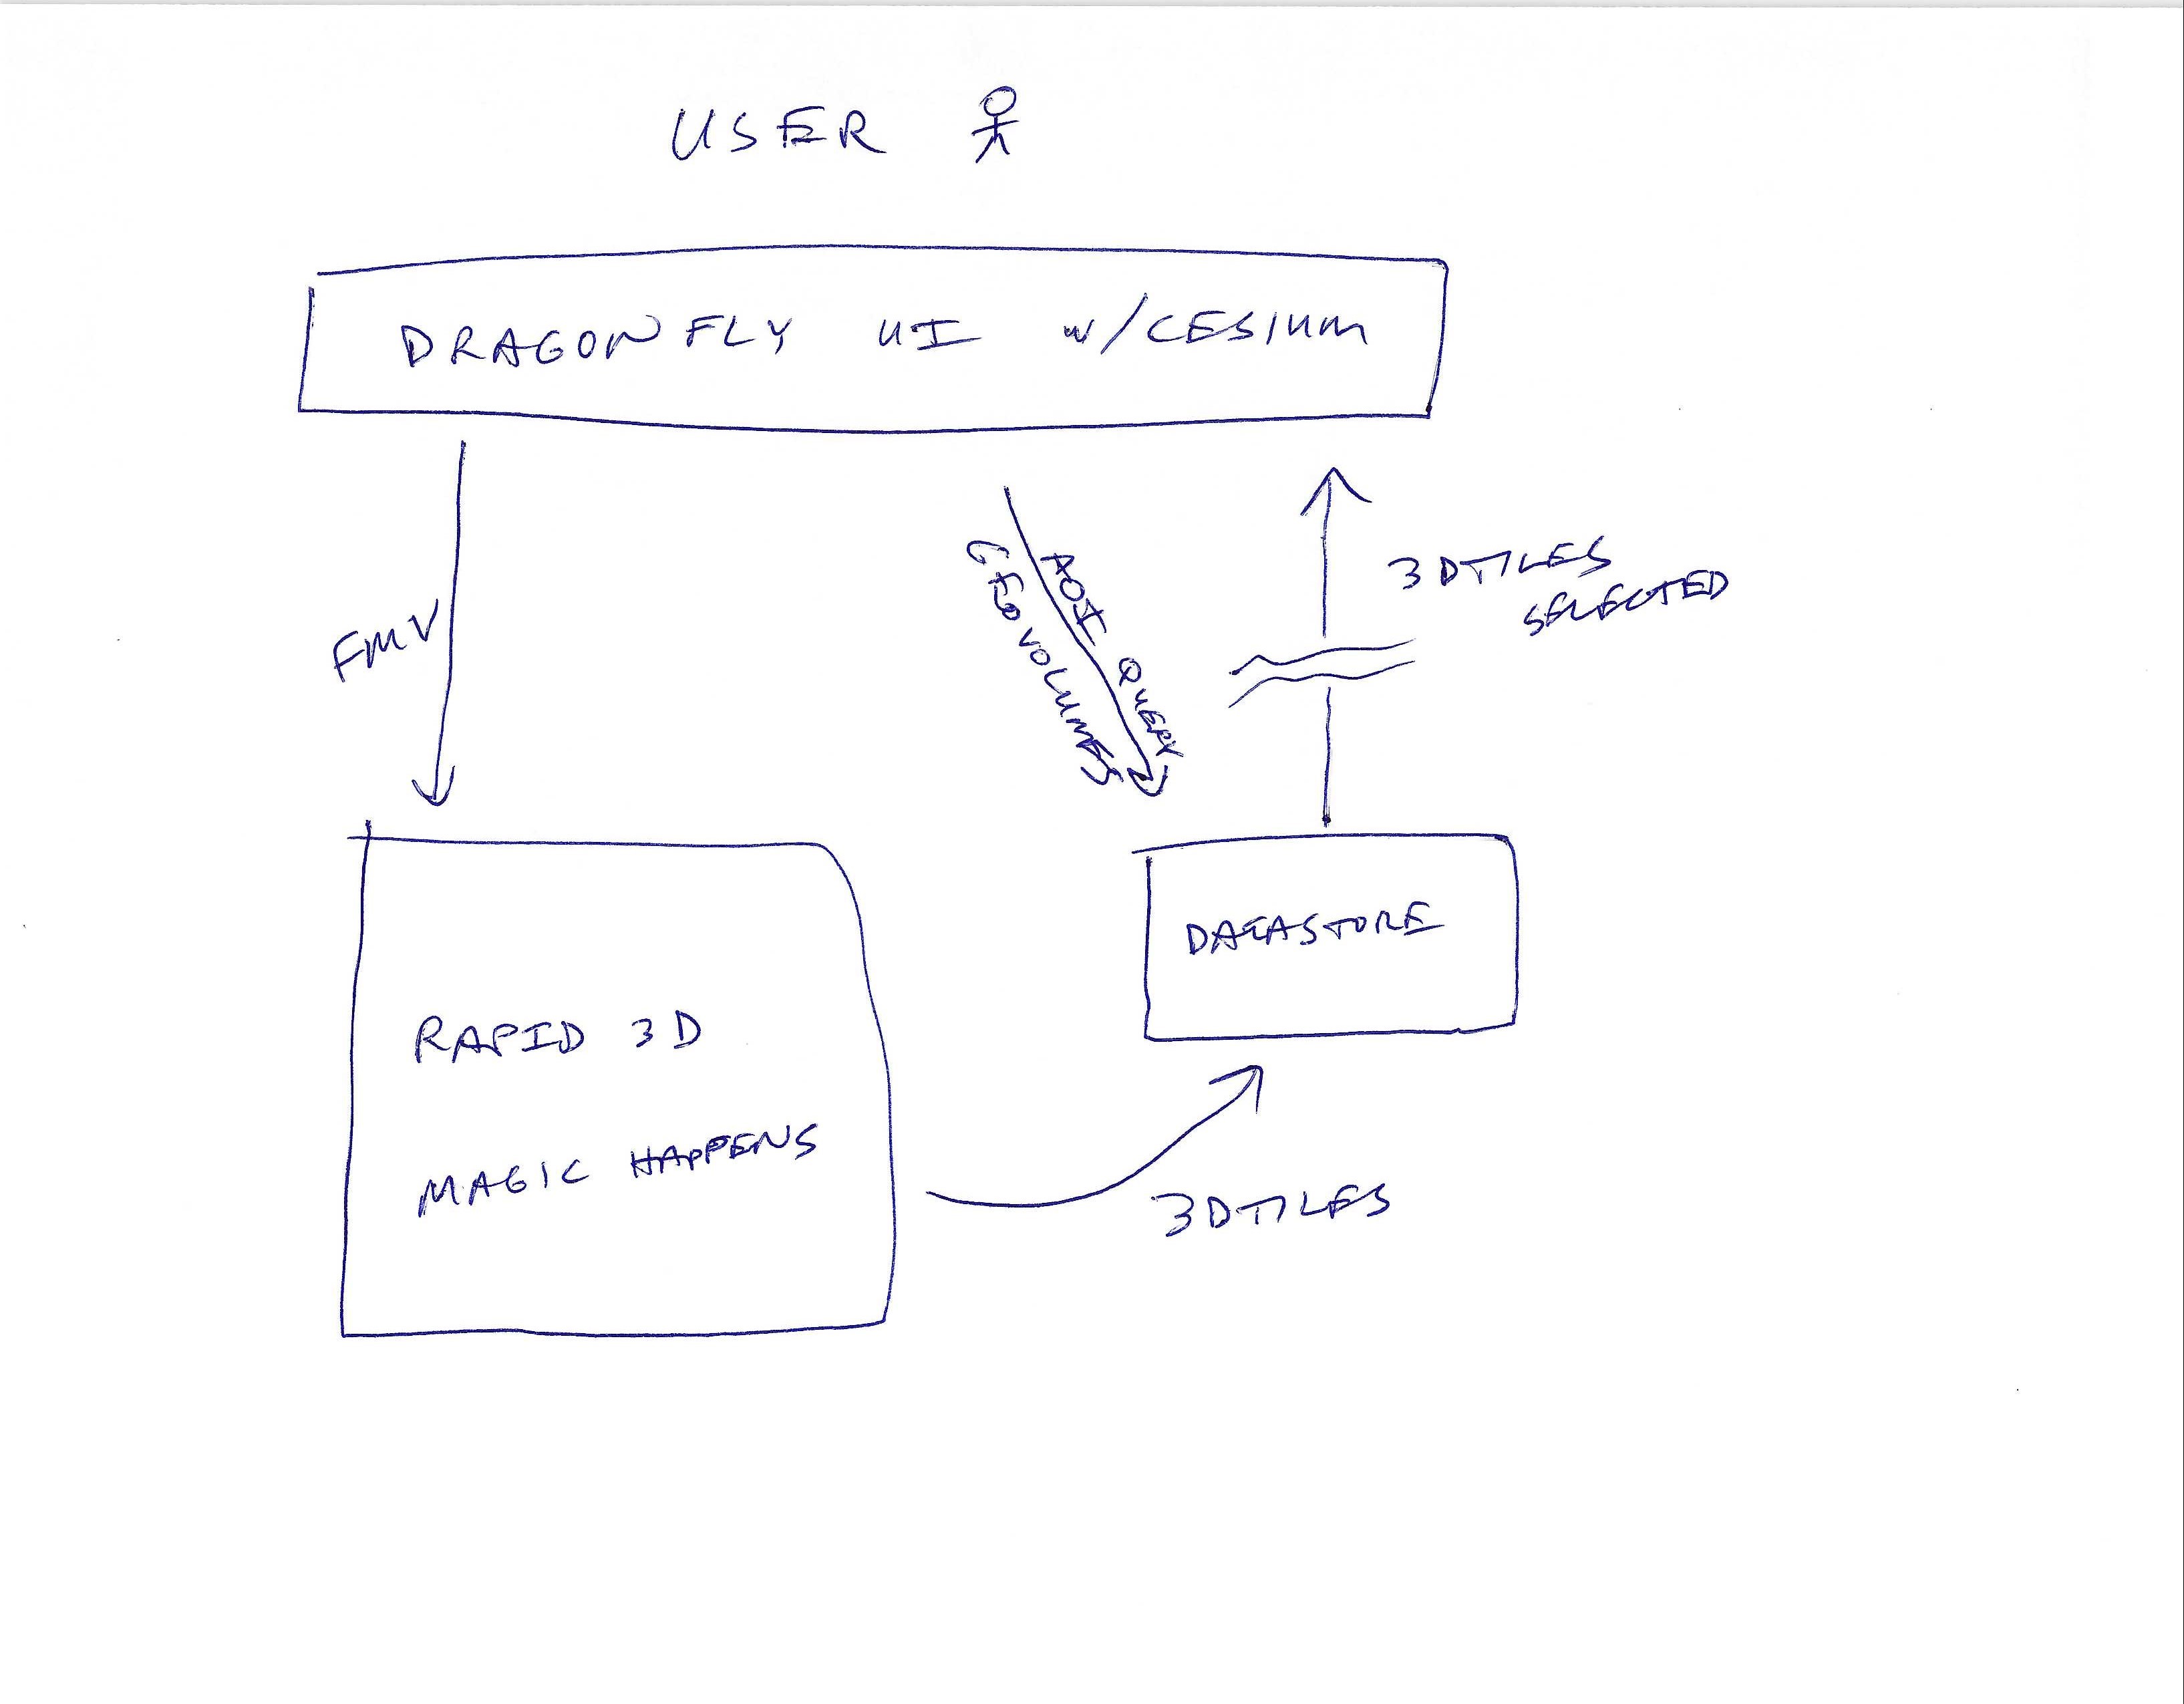 USER
DRAGONFLY UI w/CESIUM
FMV
AOI QUERY
GEOVOLUMES
3DTILES
SELECTED
DATASTORE
RAPID 3D
MAGIC HAPPENS
3DTILES